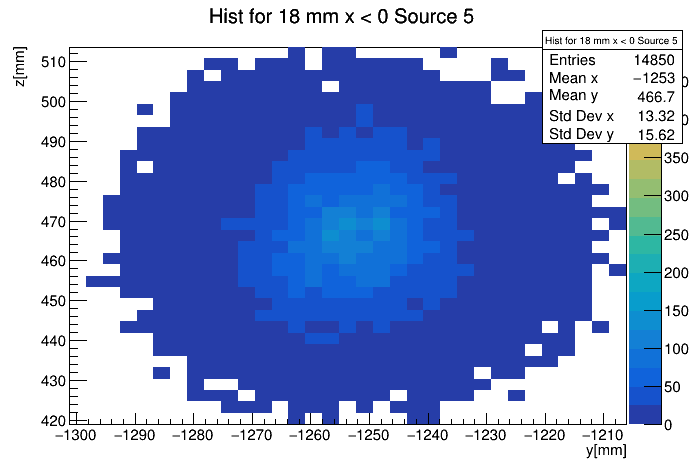 Hist for 18 mm x < 0 Source 5
Hist for 18 mm x < 0 Source 5
Entries 14850
Mean x −1253
Mean y 466.7
Std Dev x 13.32
Std Dev y 15.62
z[mm]
510
500
490
480
470
460
450
440
430
420
−1300 −1290 −1280 −1270 −1260 −1250 −1240 −1230 −1220 −1210
y[mm]
350
300
250
200
150
100
50
0